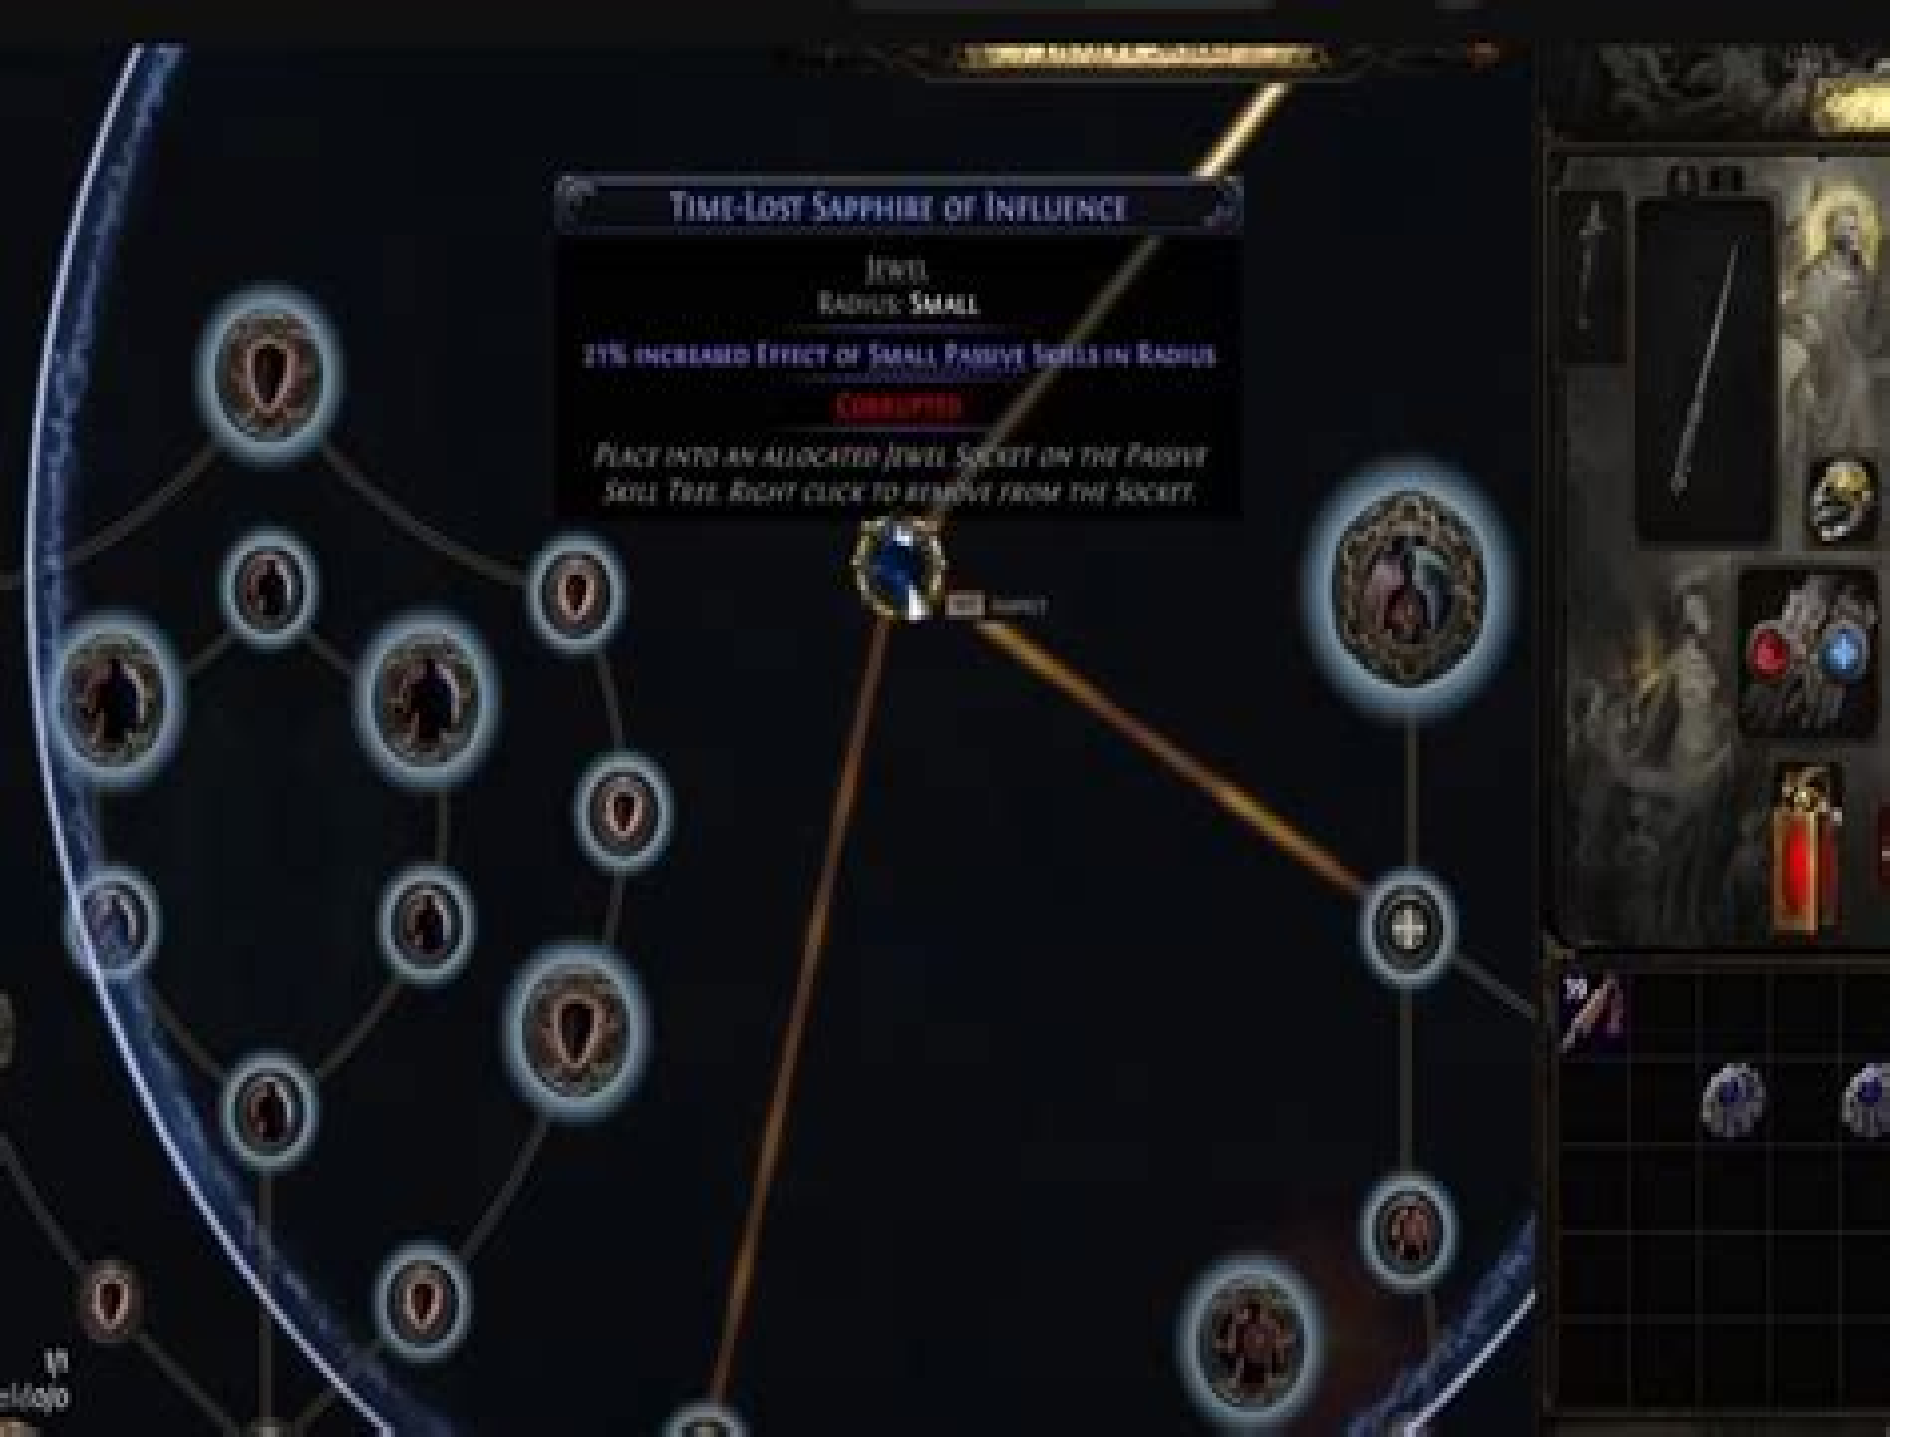 TIME-LOST SAPPHIRE OF INFLUENCE
JEWEL
RADIUS: SMALL
21% INCREASED EFFECT OF SMALL PASSIVE SKILLS IN RADIUS
CORRUPTED
PLACE INTO AN ALLOCATED JEWEL SOCKET ON THE PASSIVE
SKILL TREE. RIGHT CLICK TO REMOVE FROM THE SOCKET.